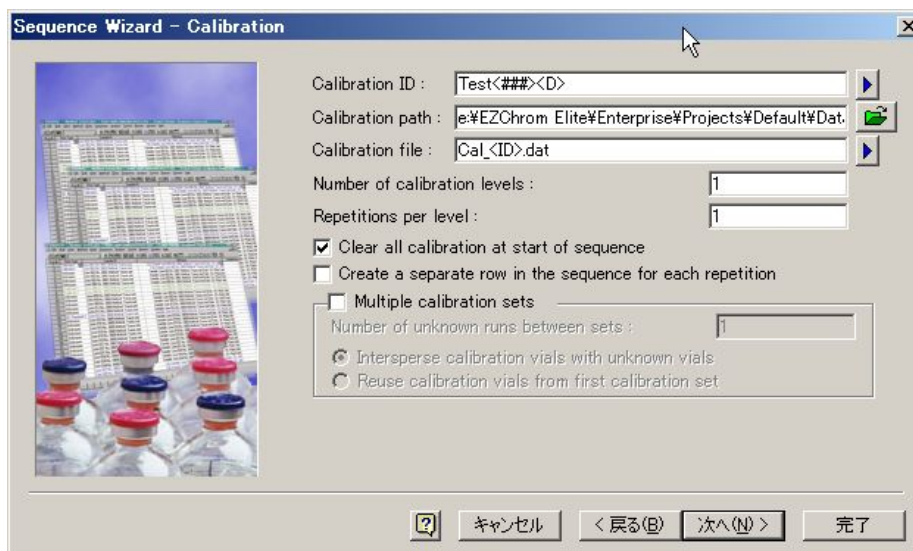 Sequence Wizard - Calibration
Calibration ID : Test<###><D>
Calibration path : e:¥EZChrom Elite¥Enterprise¥Projects¥Default¥Dat
Calibration file : Cal_<ID>.dat
Number of calibration levels : 1
Repetitions per level : 1
Clear all calibration at start of sequence
Create a separate row in the sequence for each repetition
Multiple calibration sets
Number of unknown runs between sets : 1
Intersperse calibration vials with unknown vials
Reuse calibration vials from first calibration set
キャンセル < 戻る(B) 次へ(N) > 完了